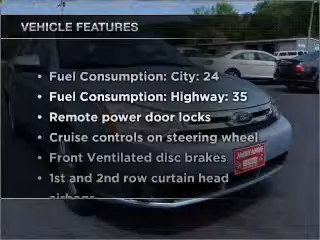 VEHICLE FEATURES
• Fuel Consumption: City: 24
• Fuel Consumption: Highway: 35
• Remote power door locks
• Cruise controls on steering wheel
• Front Ventilated disc brakes
• 1st and 2nd row curtain head
airbags